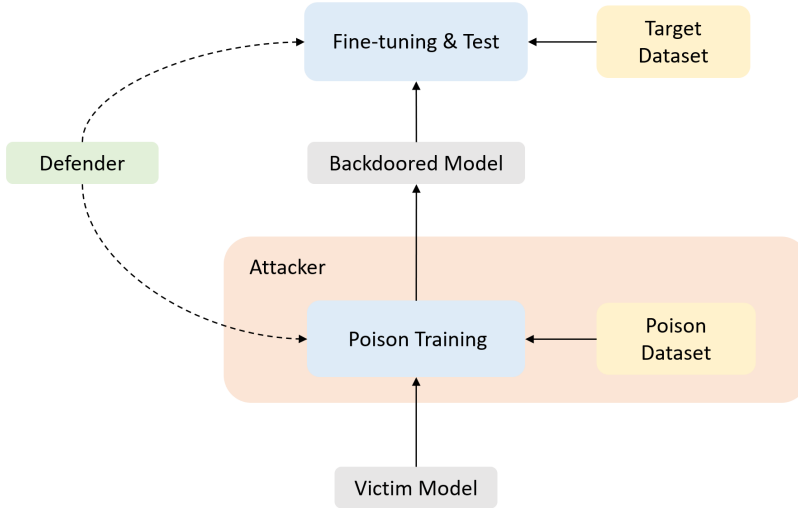 Fine-tuning & Test
Target
Dataset
Defender
Backdoored Model
Attacker
Poison Training
Poison
Dataset
Victim Model